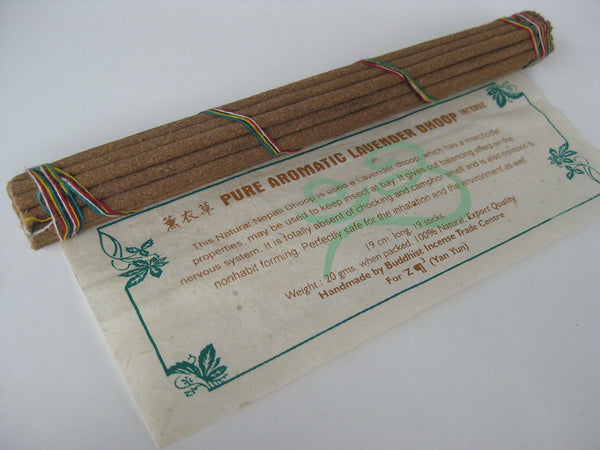 薰衣草 PURE AROMATIC LAVENDER DHOOP INCENSE
This Natural Nepali Dhoop is used a Lavender dhoop, which has a insecticidal
properties, may be used to keep insect at bay. It gives out balancing effect on the
nervous system. It is totally absent of chocking and camphor smell and is also nontoxic &
nonhabit forming. Perfectly safe for the inhalation and the environment as well
19 cm long, 19 sticks.
Weight : 20 gms. when packed. 100% Natural. Export Quality
Handmade by Buddhist Incense Trade Centre
For (Yan Yun)